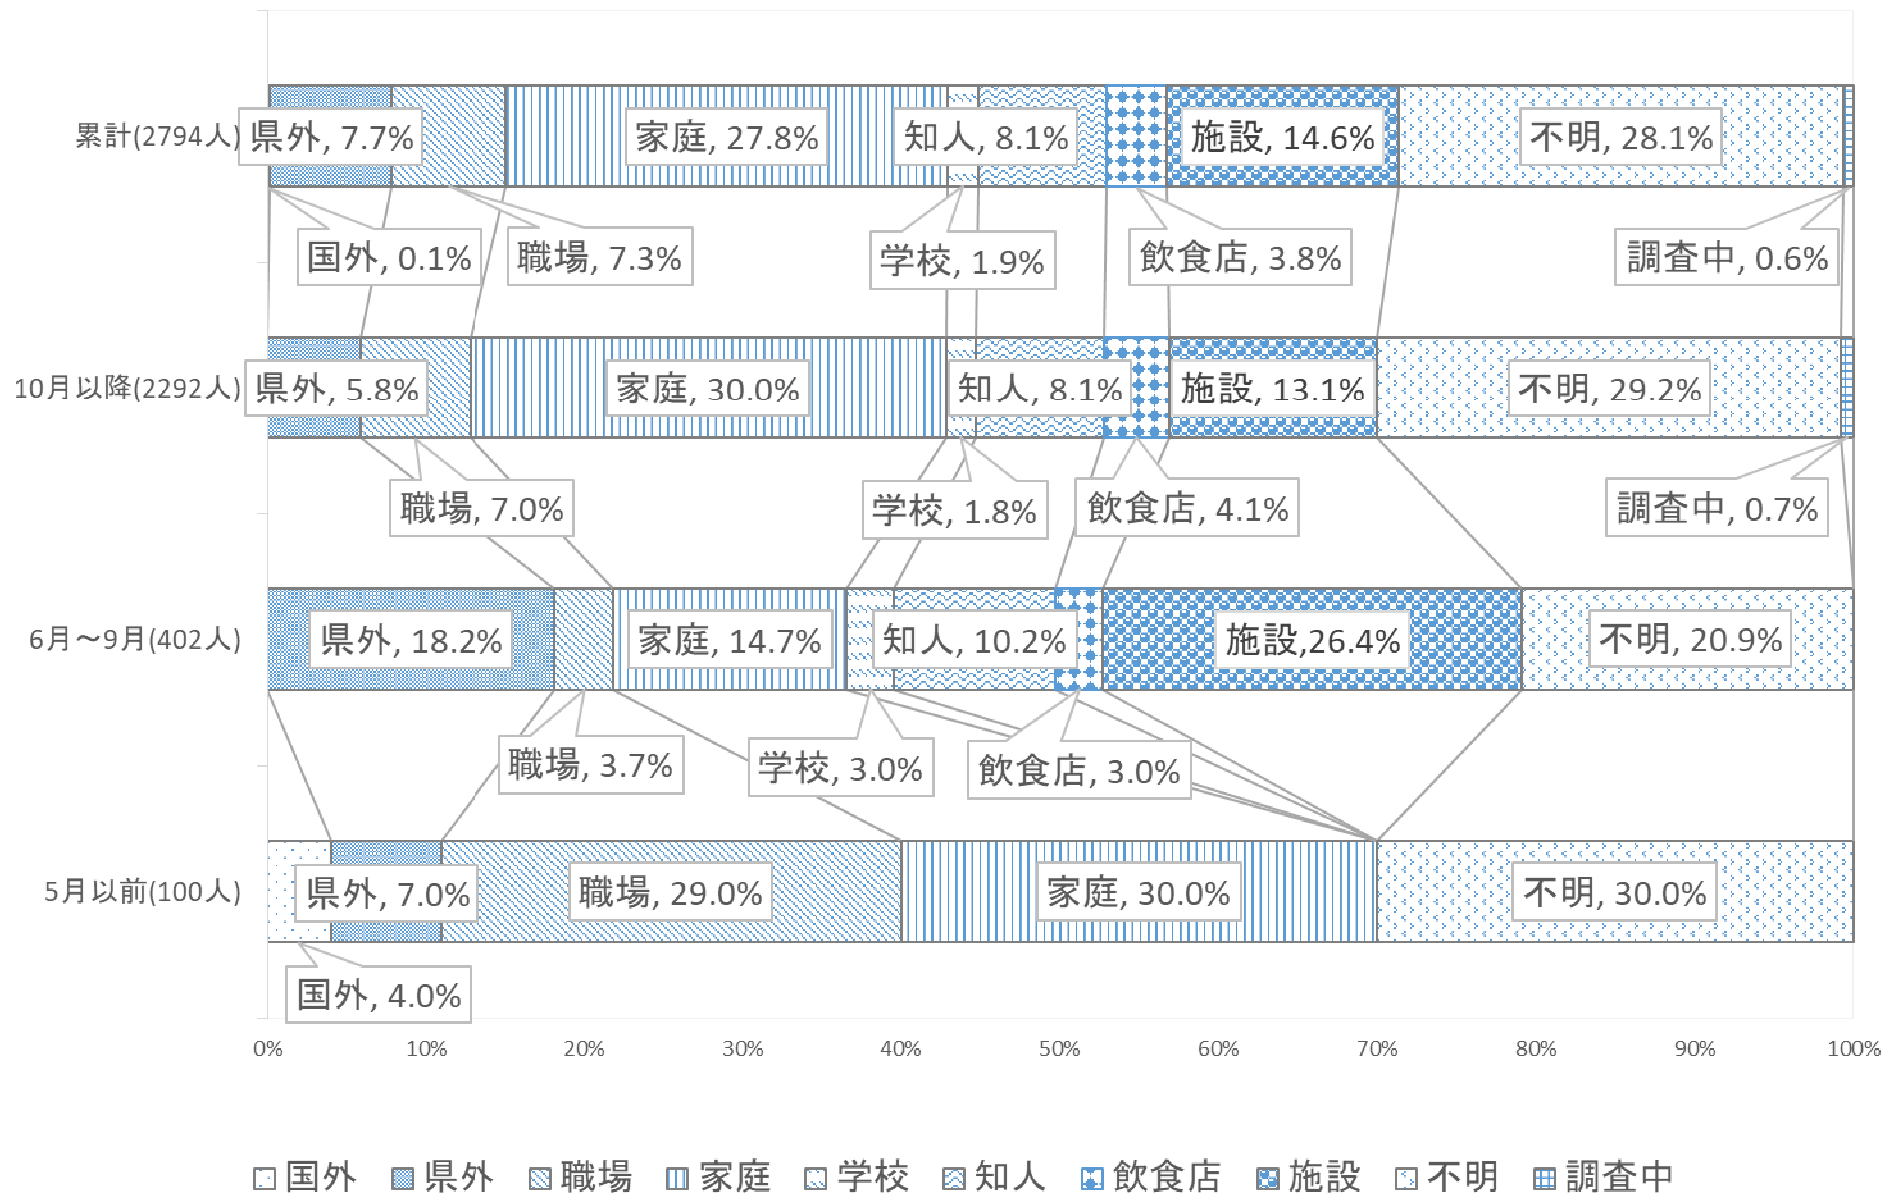 累計(2794人)
県外, 7.7%
家庭, 27.8%
知人, 8.1%
施設, 14.6%
不明, 28.1%
国外, 0.1%
職場, 7.3%
学校, 1.9%
飲食店, 3.8%
調査中, 0.6%
10月以降(2292人)
県外, 5.8%
家庭, 30.0%
知人, 8.1%
施設, 13.1%
不明, 29.2%
職場, 7.0%
学校, 1.8%
飲食店, 4.1%
調査中, 0.7%
6月～9月(402人)
県外, 18.2%
家庭, 14.7%
知人, 10.2%
施設,26.4%
不明, 20.9%
職場, 3.7%
学校, 3.0%
飲食店, 3.0%
5月以前(100人)
県外, 7.0%
職場, 29.0%
家庭, 30.0%
不明, 30.0%
国外, 4.0%
0% 10% 20% 30% 40% 50% 60% 70% 80% 90% 100%
国外 県外 職場 家庭 学校 知人 飲食店 施設 不明 調査中